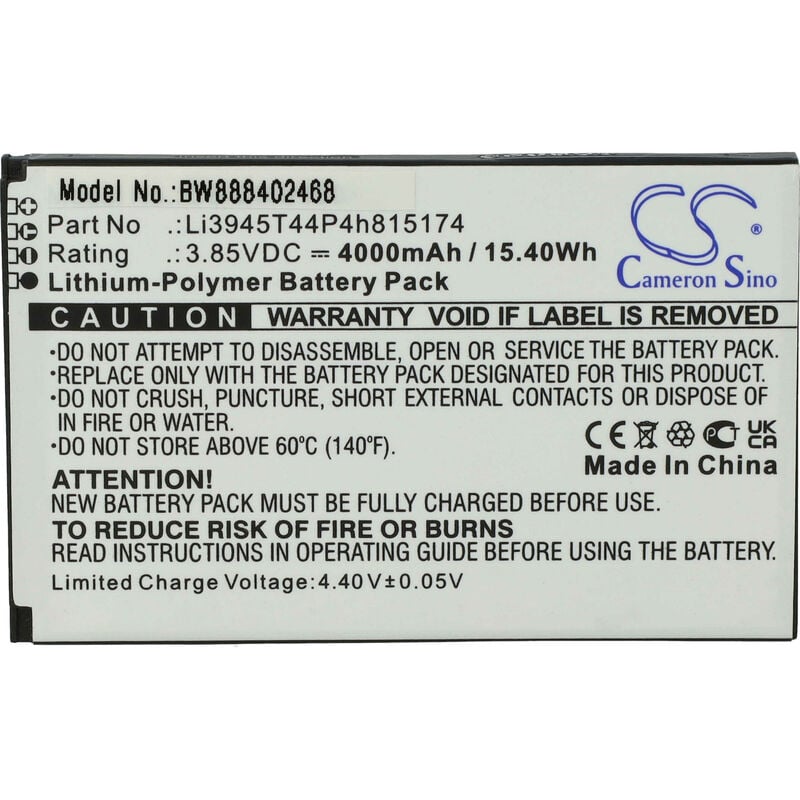 Model No.:BW888402468
Part No. :Li3945T44P4h815174
Rating :3.85VDC ⎓ 4000mAh / 15.40Wh
Lithium-Polymer Battery Pack
CS ®
Cameron Sino
CAUTION WARRANTY VOID IF LABEL IS REMOVED
•DO NOT ATTEMPT TO DISASSEMBLE, OPEN OR SERVICE THE BATTERY PACK.
•REPLACE ONLY WITH THE BATTERY PACK DESIGNATED FOR THIS PRODUCT.
•DO NOT CRUSH, PUNCTURE, SHORT EXTERNAL CONTACTS OR DISPOSE OF
IN FIRE OR WATER.
•DO NOT STORE ABOVE 60°C (140°F).
CE PCT UKCA
Made In China
ATTENTION!
NEW BATTERY PACK MUST BE FULLY CHARGED BEFORE USE.
TO REDUCE RISK OF FIRE OR BURNS
READ INSTRUCTIONS IN OPERATING GUIDE BEFORE USING THE BATTERY.
Limited Charge Voltage:4.40V±0.05V